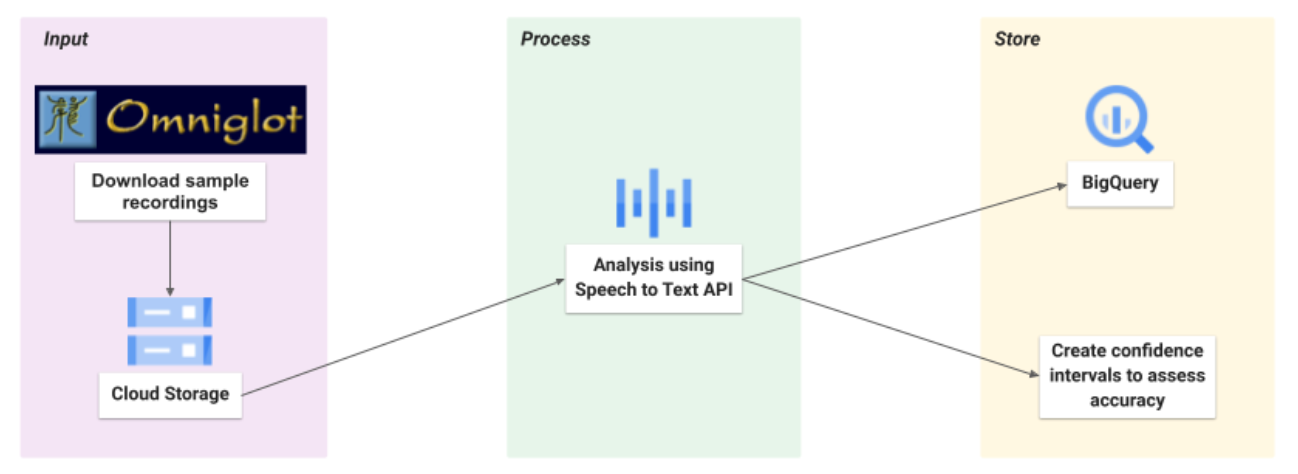 Input
Omniglot
Download sample
recordings
Cloud Storage
Process
Analysis using
Speech to Text API
Store
BigQuery
Create confidence
intervals to assess
accuracy